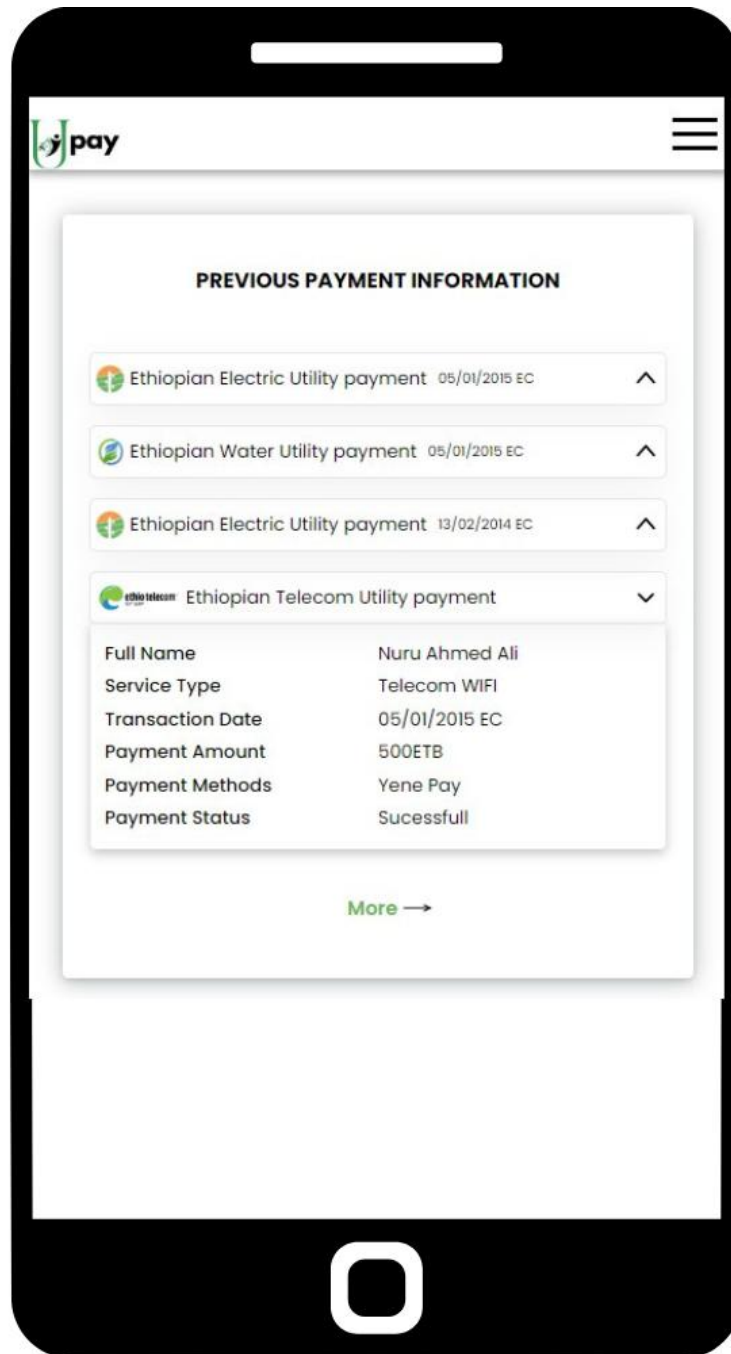 Upay
PREVIOUS PAYMENT INFORMATION
Ethiopian Electric Utility payment 05/01/2015 EC
Ethiopian Water Utility payment 05/01/2015 EC
Ethiopian Electric Utility payment 13/02/2014 EC
ethio telecom Ethiopian Telecom Utility payment
Full Name Nuru Ahmed Ali
Service Type Telecom WIFI
Transaction Date 05/01/2015 EC
Payment Amount 500ETB
Payment Methods Yene Pay
Payment Status Sucessfull
More →